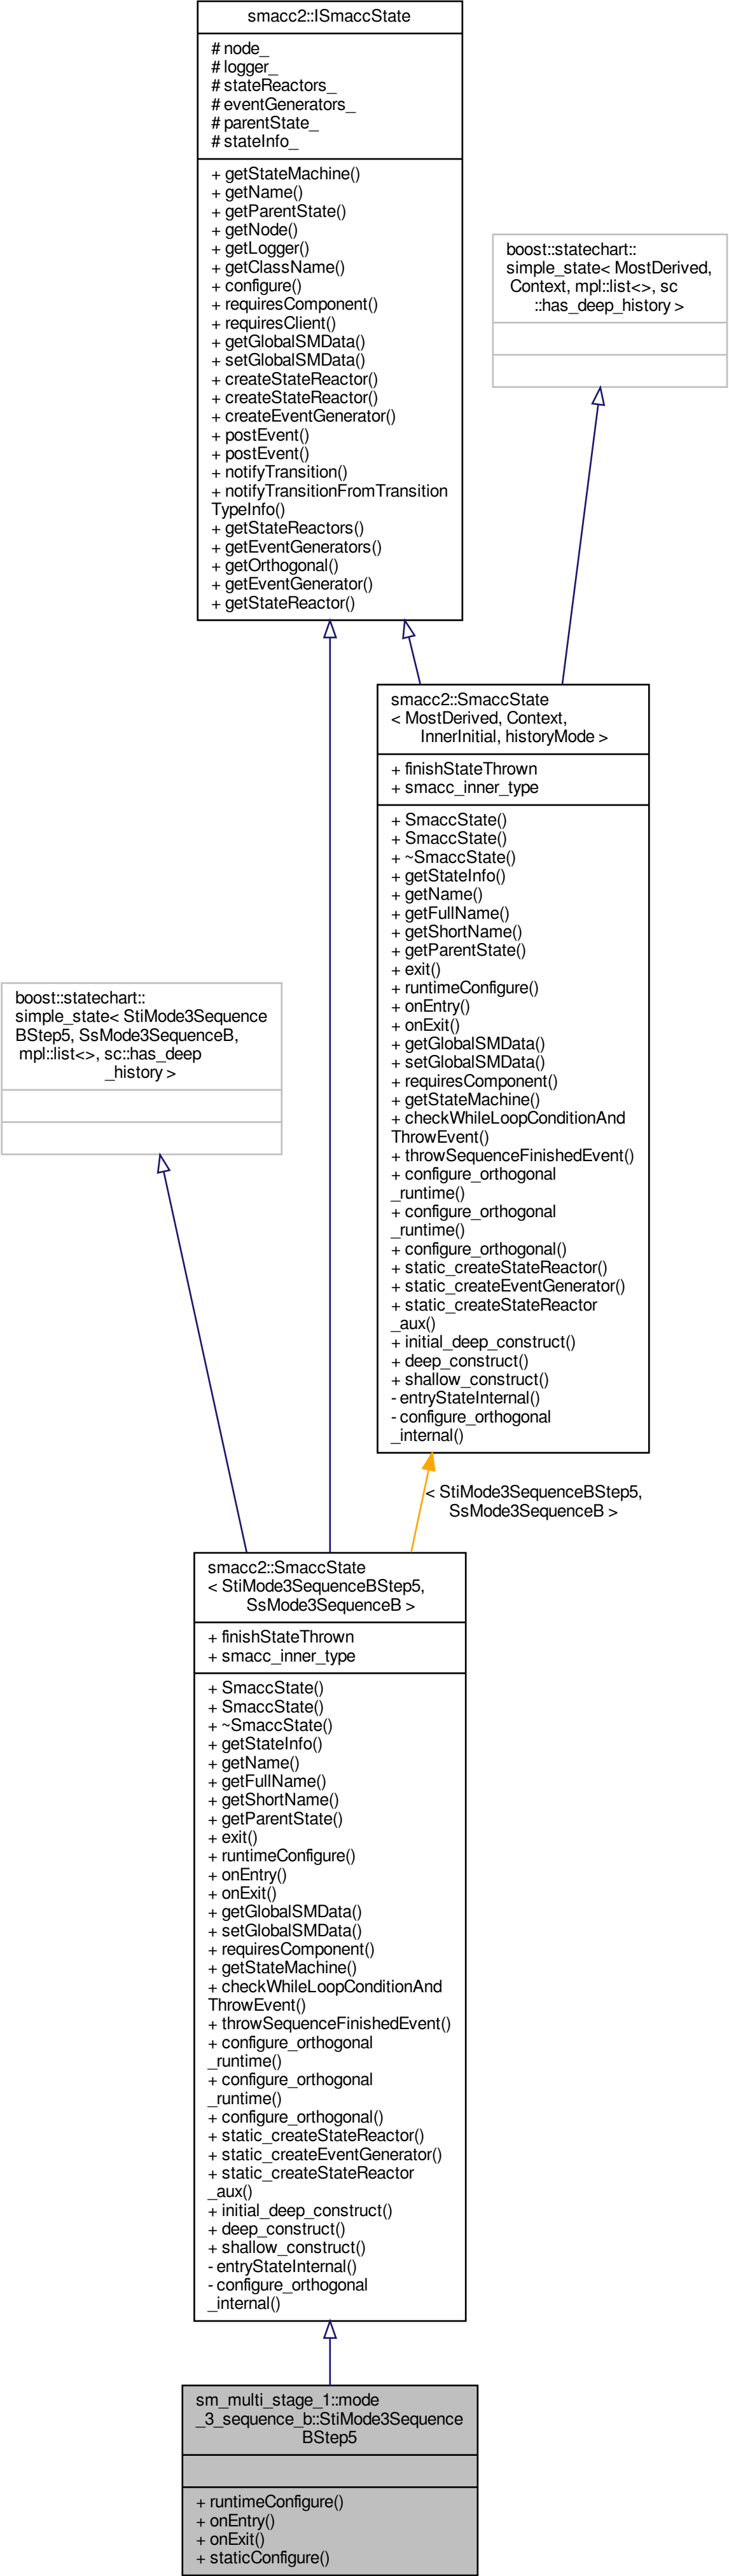 smacc2::ISmaccState
# node_
# logger_
# stateReactors_
# eventGenerators_
# parentState_
# stateInfo_
+ getStateMachine()
+ getName()
+ getParentState()
+ getNode()
+ getLogger()
+ getClassName()
+ configure()
+ requiresComponent()
+ requiresClient()
+ getGlobalSMData()
+ setGlobalSMData()
+ createStateReactor()
+ createStateReactor()
+ createEventGenerator()
+ postEvent()
+ postEvent()
+ notifyTransition()
+ notifyTransitionFromTransition
TypeInfo()
+ getStateReactors()
+ getEventGenerators()
+ getOrthogonal()
+ getEventGenerator()
+ getStateReactor()
boost::statechart::
simple_state< MostDerived,
Context, mpl::list<>, sc
::has_deep_history >
smacc2::SmaccState
< MostDerived, Context,
InnerInitial, historyMode >
+ finishStateThrown
+ smacc_inner_type
+ SmaccState()
+ SmaccState()
+ ~SmaccState()
+ getStateInfo()
+ getName()
+ getFullName()
+ getShortName()
+ getParentState()
+ exit()
+ runtimeConfigure()
+ onEntry()
+ onExit()
+ getGlobalSMData()
+ setGlobalSMData()
+ requiresComponent()
+ getStateMachine()
+ checkWhileLoopConditionAnd
ThrowEvent()
+ throwSequenceFinishedEvent()
+ configure_orthogonal
_runtime()
+ configure_orthogonal
_runtime()
+ configure_orthogonal()
+ static_createStateReactor()
+ static_createEventGenerator()
+ static_createStateReactor
_aux()
+ initial_deep_construct()
+ deep_construct()
+ shallow_construct()
- entryStateInternal()
- configure_orthogonal
_internal()
boost::statechart::
simple_state< StiMode3Sequence
BStep5, SsMode3SequenceB,
mpl::list<>, sc::has_deep
_history >
< StiMode3SequenceBStep5,
SsMode3SequenceB >
smacc2::SmaccState
< StiMode3SequenceBStep5,
SsMode3SequenceB >
+ finishStateThrown
+ smacc_inner_type
+ SmaccState()
+ SmaccState()
+ ~SmaccState()
+ getStateInfo()
+ getName()
+ getFullName()
+ getShortName()
+ getParentState()
+ exit()
+ runtimeConfigure()
+ onEntry()
+ onExit()
+ getGlobalSMData()
+ setGlobalSMData()
+ requiresComponent()
+ getStateMachine()
+ checkWhileLoopConditionAnd
ThrowEvent()
+ throwSequenceFinishedEvent()
+ configure_orthogonal
_runtime()
+ configure_orthogonal
_runtime()
+ configure_orthogonal()
+ static_createStateReactor()
+ static_createEventGenerator()
+ static_createStateReactor
_aux()
+ initial_deep_construct()
+ deep_construct()
+ shallow_construct()
- entryStateInternal()
- configure_orthogonal
_internal()
sm_multi_stage_1::mode
_3_sequence_b::StiMode3Sequence
BStep5
+ runtimeConfigure()
+ onEntry()
+ onExit()
+ staticConfigure()